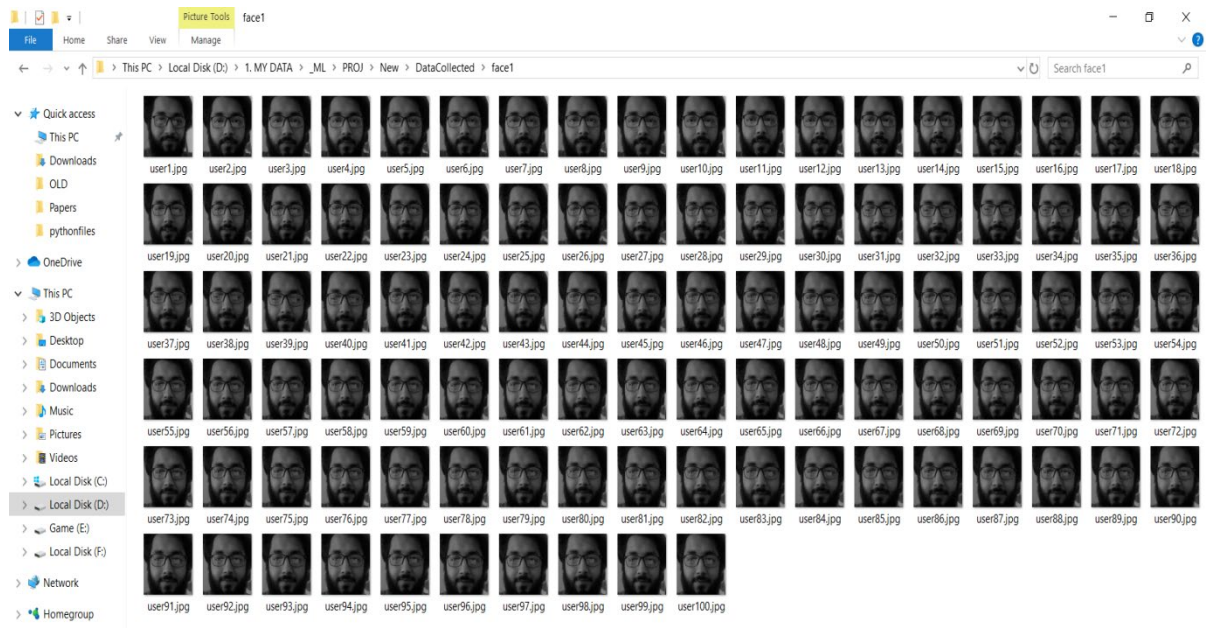 Picture Tools face1
File Home Share View Manage
> This PC > Local Disk (D:) > 1. MY DATA > _ML > PROJ > New > DataCollected > face1
Search face1
Quick access
This PC
Downloads
OLD
Papers
pythonfiles
OneDrive
This PC
3D Objects
Desktop
Documents
Downloads
Music
Pictures
Videos
Local Disk (C:)
Local Disk (D:)
Game (E:)
Local Disk (F:)
Network
Homegroup
user1.jpg user2.jpg user3.jpg user4.jpg user5.jpg user6.jpg user7.jpg user8.jpg user9.jpg user10.jpg user11.jpg user12.jpg user13.jpg user14.jpg user15.jpg user16.jpg user17.jpg user18.jpg
user19.jpg user20.jpg user21.jpg user22.jpg user23.jpg user24.jpg user25.jpg user26.jpg user27.jpg user28.jpg user29.jpg user30.jpg user31.jpg user32.jpg user33.jpg user34.jpg user35.jpg user36.jpg
user37.jpg user38.jpg user39.jpg user40.jpg user41.jpg user42.jpg user43.jpg user44.jpg user45.jpg user46.jpg user47.jpg user48.jpg user49.jpg user50.jpg user51.jpg user52.jpg user53.jpg user54.jpg
user55.jpg user56.jpg user57.jpg user58.jpg user59.jpg user60.jpg user61.jpg user62.jpg user63.jpg user64.jpg user65.jpg user66.jpg user67.jpg user68.jpg user69.jpg user70.jpg user71.jpg user72.jpg
user73.jpg user74.jpg user75.jpg user76.jpg user77.jpg user78.jpg user79.jpg user80.jpg user81.jpg user82.jpg user83.jpg user84.jpg user85.jpg user86.jpg user87.jpg user88.jpg user89.jpg user90.jpg
user91.jpg user92.jpg user93.jpg user94.jpg user95.jpg user96.jpg user97.jpg user98.jpg user99.jpg user100.jpg